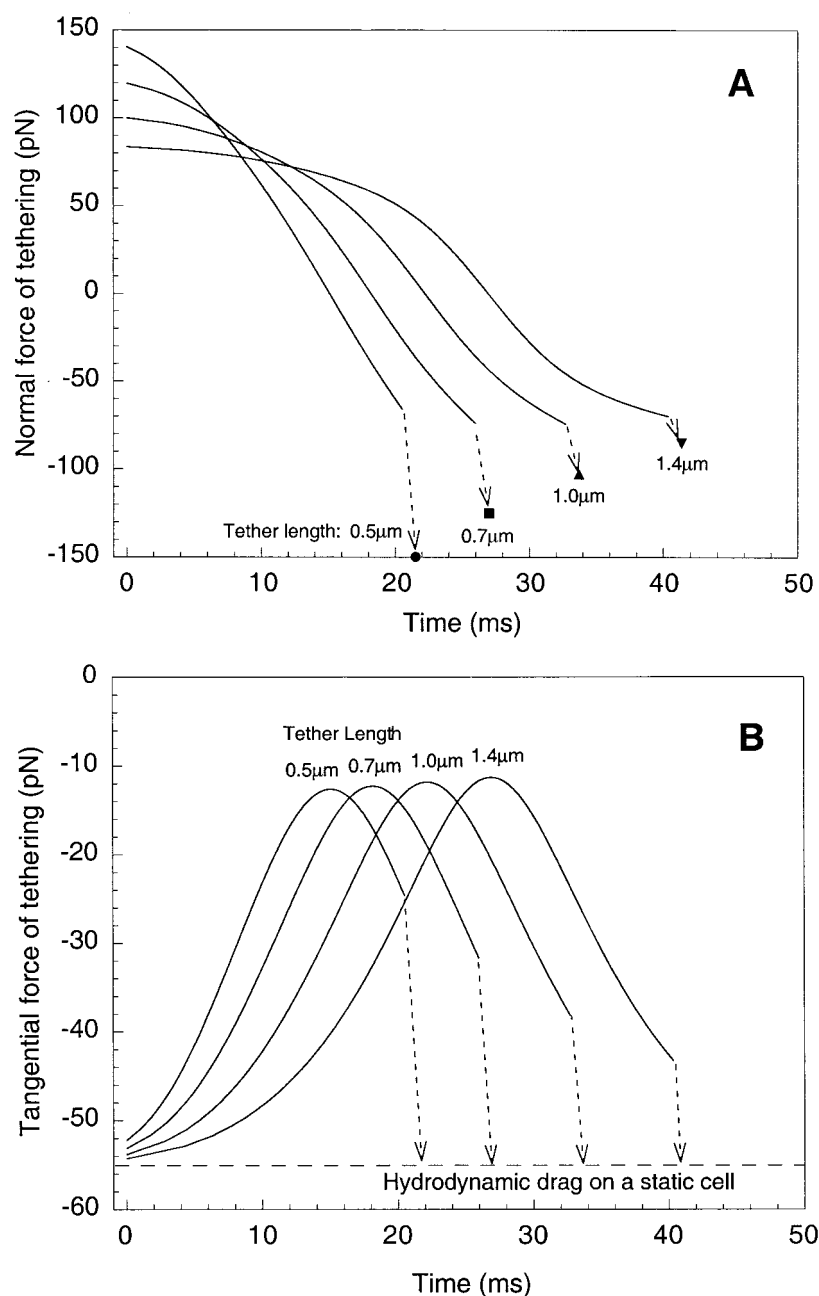 A
Normal force of tethering (pN)
150
100
50
0
-50
-100
-150
1.4µm
1.0µm
0.7µm
Tether length: 0.5µm
0 10 20 30 40 50
Time (ms)
B
Tangential force of tethering (pN)
0
-10
-20
-30
-40
-50
-60
Tether Length
0.5µm 0.7µm 1.0µm 1.4µm
Hydrodynamic drag on a static cell
0 10 20 30 40 50
Time (ms)